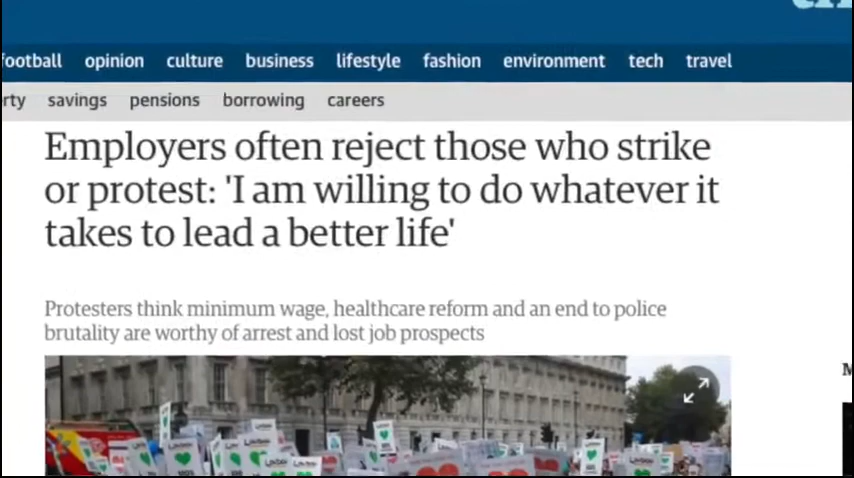 football opinion culture business lifestyle fashion environment tech travel
savings pensions borrowing careers
Employers often reject those who strike
or protest: 'I am willing to do whatever it
takes to lead a better life'
Protesters think minimum wage, healthcare reform and an end to police
brutality are worthy of arrest and lost job prospects